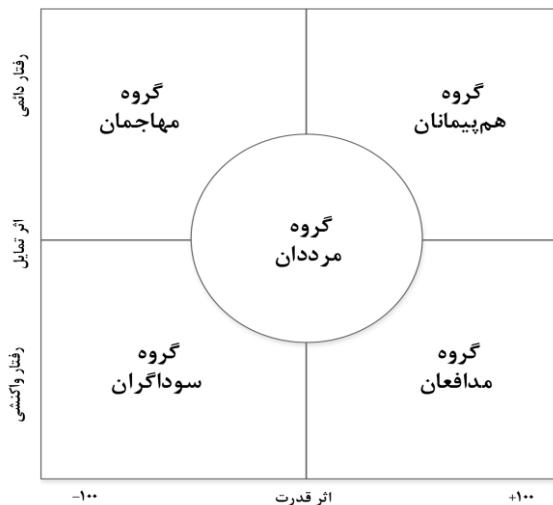 رفتار دائمی
گروه
هم‌پیمانان
گروه
مهاجمان
اثر تمایل
گروه
مرددان
رفتار واکنشی
گروه
مدافعان
گروه
سوداگران
+۱۰۰
اثر قدرت
-۱۰۰